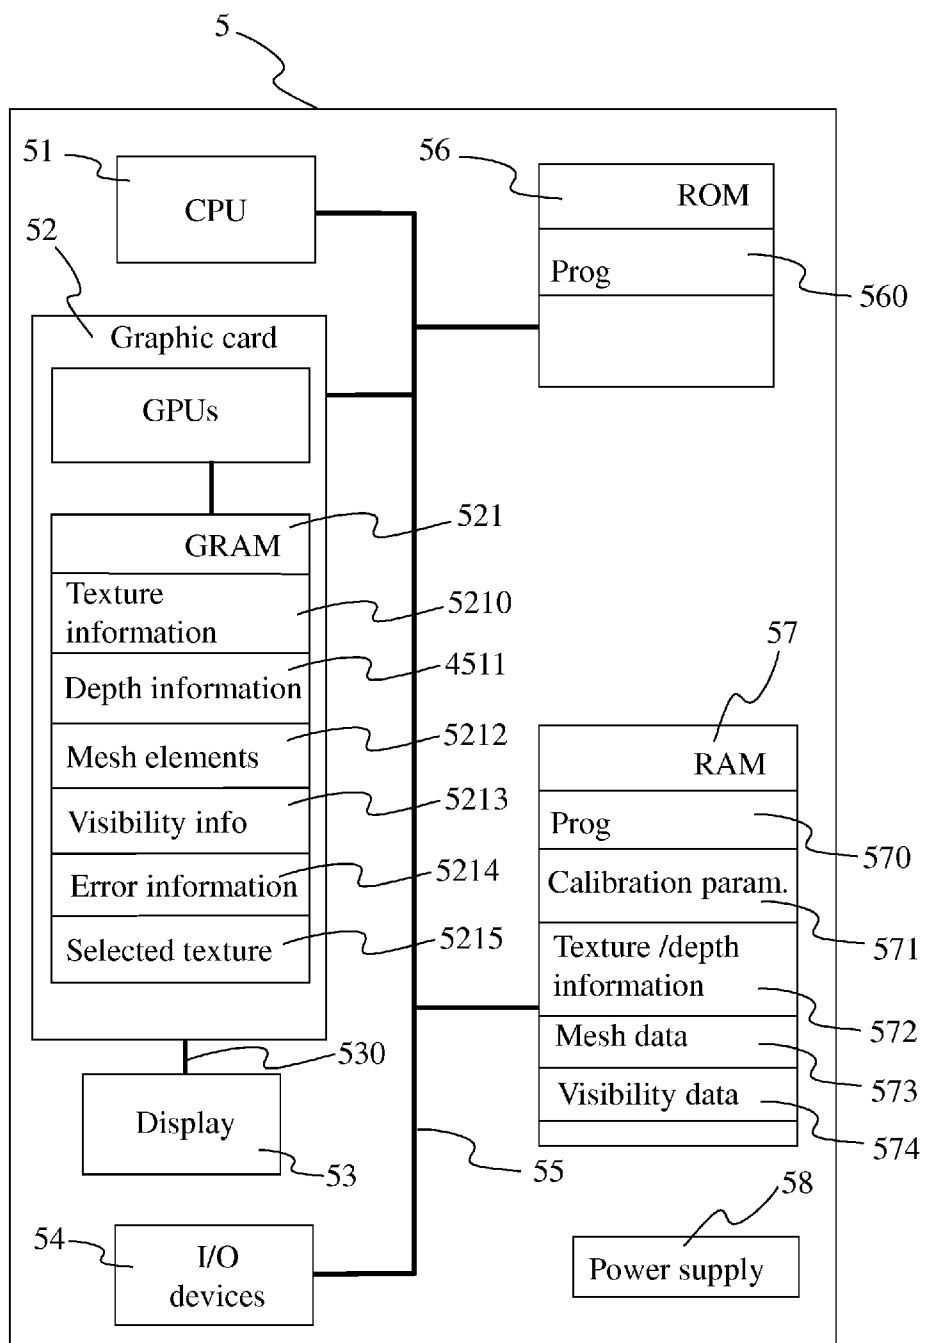 5
51
CPU
56
ROM
52
Prog
560
Graphic card
GPUs
521
GRAM
Texture
information
5210
Depth information
4511
Mesh elements
5212
Visibility info
5213
Error information
5214
Selected texture
5215
57
RAM
Prog
570
Calibration param.
571
Texture /depth
information
572
Mesh data
573
Visibility data
574
530
Display
53
55
58
Power supply
54
I/O
devices